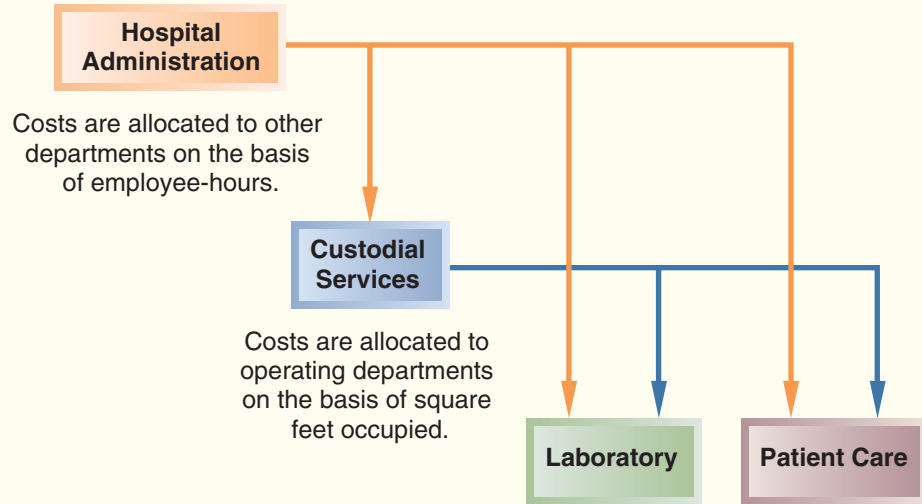 Hospital
Administration
Costs are allocated to other
departments on the basis
of employee-hours.
Custodial
Services
Costs are allocated to
operating departments
on the basis of square
feet occupied.
Laboratory
Patient Care